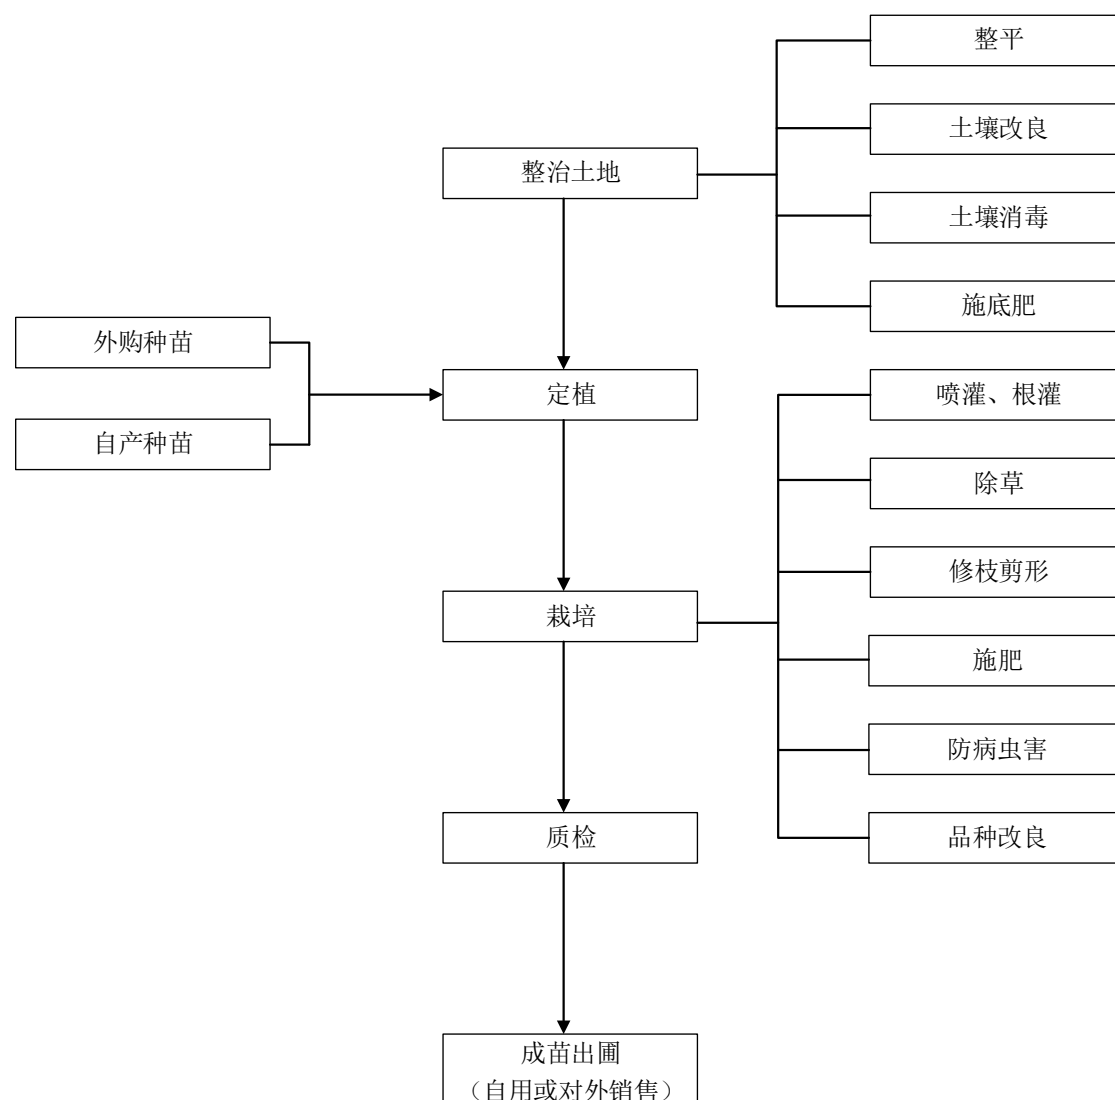 整平
土壤改良
整治土地
土壤消毒
施底肥
外购种苗
定植
喷灌、根灌
自产种苗
除草
修枝剪形
栽培
施肥
防病虫害
质检
品种改良
成苗出圃
（自用或对外销售）